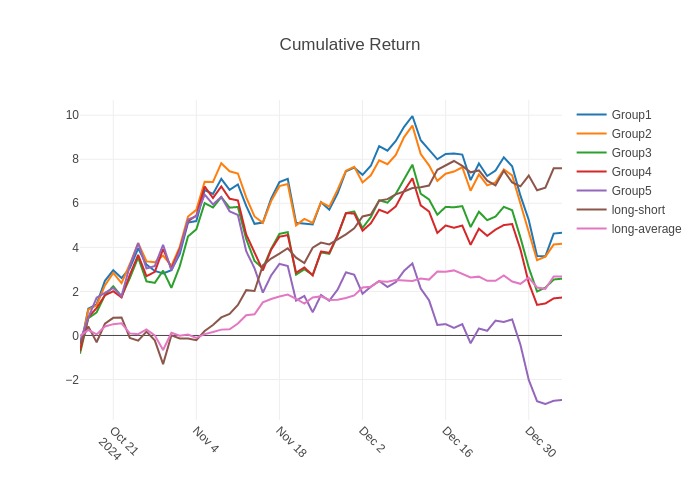 Cumulative Return
10
8
6
4
2
0
−2
Oct 21
2024
Nov 4
Nov 18
Dec 2
Dec 16
Dec 30
Group1
Group2
Group3
Group4
Group5
long-short
long-average